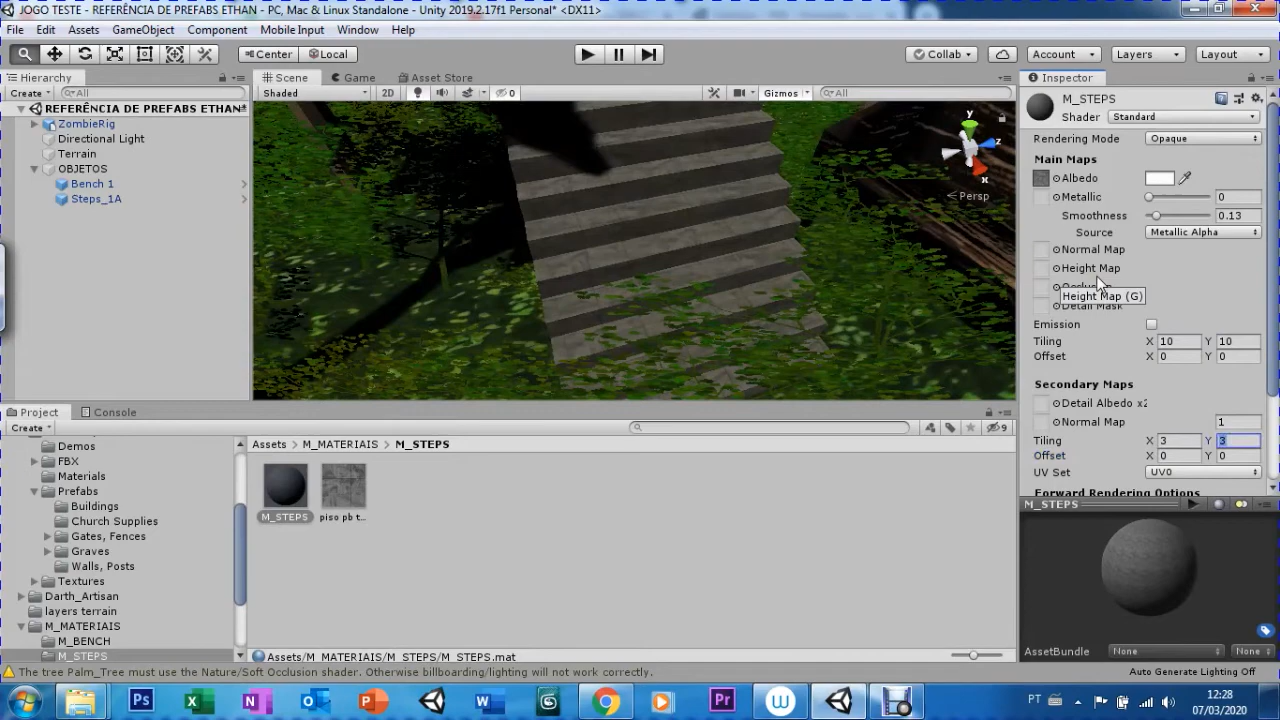 JOGO TESTE - REFERÊNCIA DE PREFABS ETHAN - PC, Mac & Linux Standalone - Unity 2019.2.17f1 Personal* <DX11>
File Edit Assets GameObject Component Mobile Input Window Help
Center Local Collab Account Layers Layout
Hierarchy Scene Game Asset Store Inspector
Create All Shaded 2D 0 Gizmos All M_STEPS
REFERÊNCIA DE PREFABS ETHAN Shader Standard
ZombieRig
Directional Light
Terrain
OBJETOS
Bench 1
Steps_1A
y
z
x
Persp
Rendering Mode Opaque
Main Maps
Albedo
Metallic 0
Smoothness 0.13
Source Metallic Alpha
Normal Map
Height Map
Height Map (G)
Detail Mask
Emission
Tiling X 10 Y 10
Offset X 0 Y 0
Secondary Maps
Detail Albedo x2
Normal Map 1
Tiling X 3 Y 3
Offset X 0 Y 0
UV Set UV0
Forward Rendering Options
M_STEPS
AssetBundle None None
Project Console
Create 9
Demos
FBX
Materials
Prefabs
Buildings
Church Supplies
Gates, Fences
Graves
Walls, Posts
Textures
Darth_Artisan
layers terrain
M_MATERIAIS
M_BENCH
M_STEPS
Assets M_MATERIAIS M_STEPS
M_STEPS piso pb t...
Assets/M_MATERIAIS/M_STEPS/M_STEPS.mat
The tree Palm_Tree must use the Nature/Soft Occlusion shader. Otherwise billboarding/lighting will not work correctly.
Auto Generate Lighting Off
Ps N W Pr
PT 12:28
07/03/2020